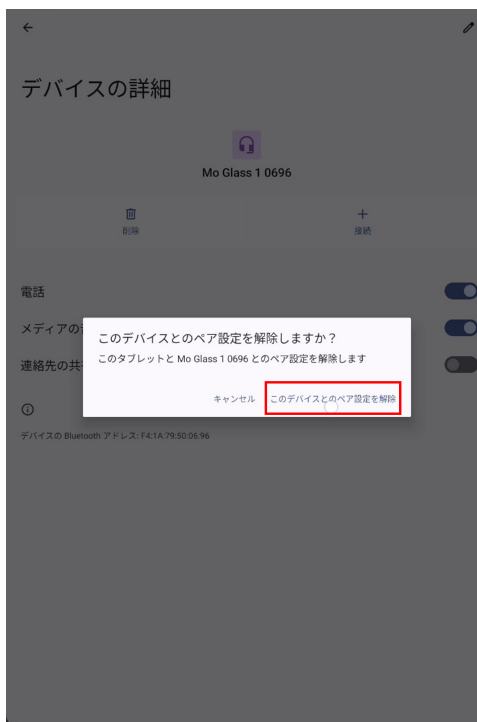 デバイスの詳細
Mo Glass 1 0696
削除
接続
電話
メディアの
このデバイスとのペア設定を解除しますか？
このタブレットと Mo Glass 1 0696 とのペア設定を解除します
連絡先の共
キャンセル
このデバイスとのペア設定を解除
デバイスの Bluetooth アドレス: F4:1A:79:50:06:96